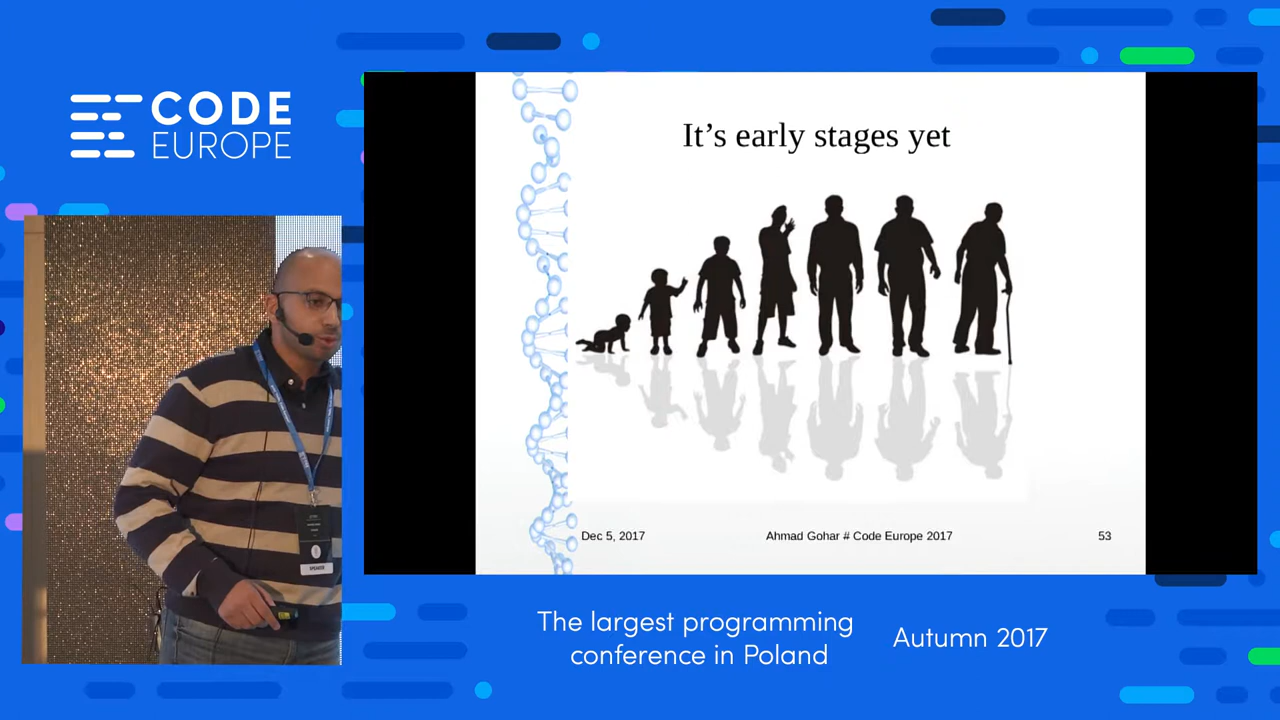 CODE
EUROPE
It’s early stages yet
Dec 5, 2017
Ahmad Gohar # Code Europe 2017
53
SPEAKER
The largest programming
conference in Poland
Autumn 2017